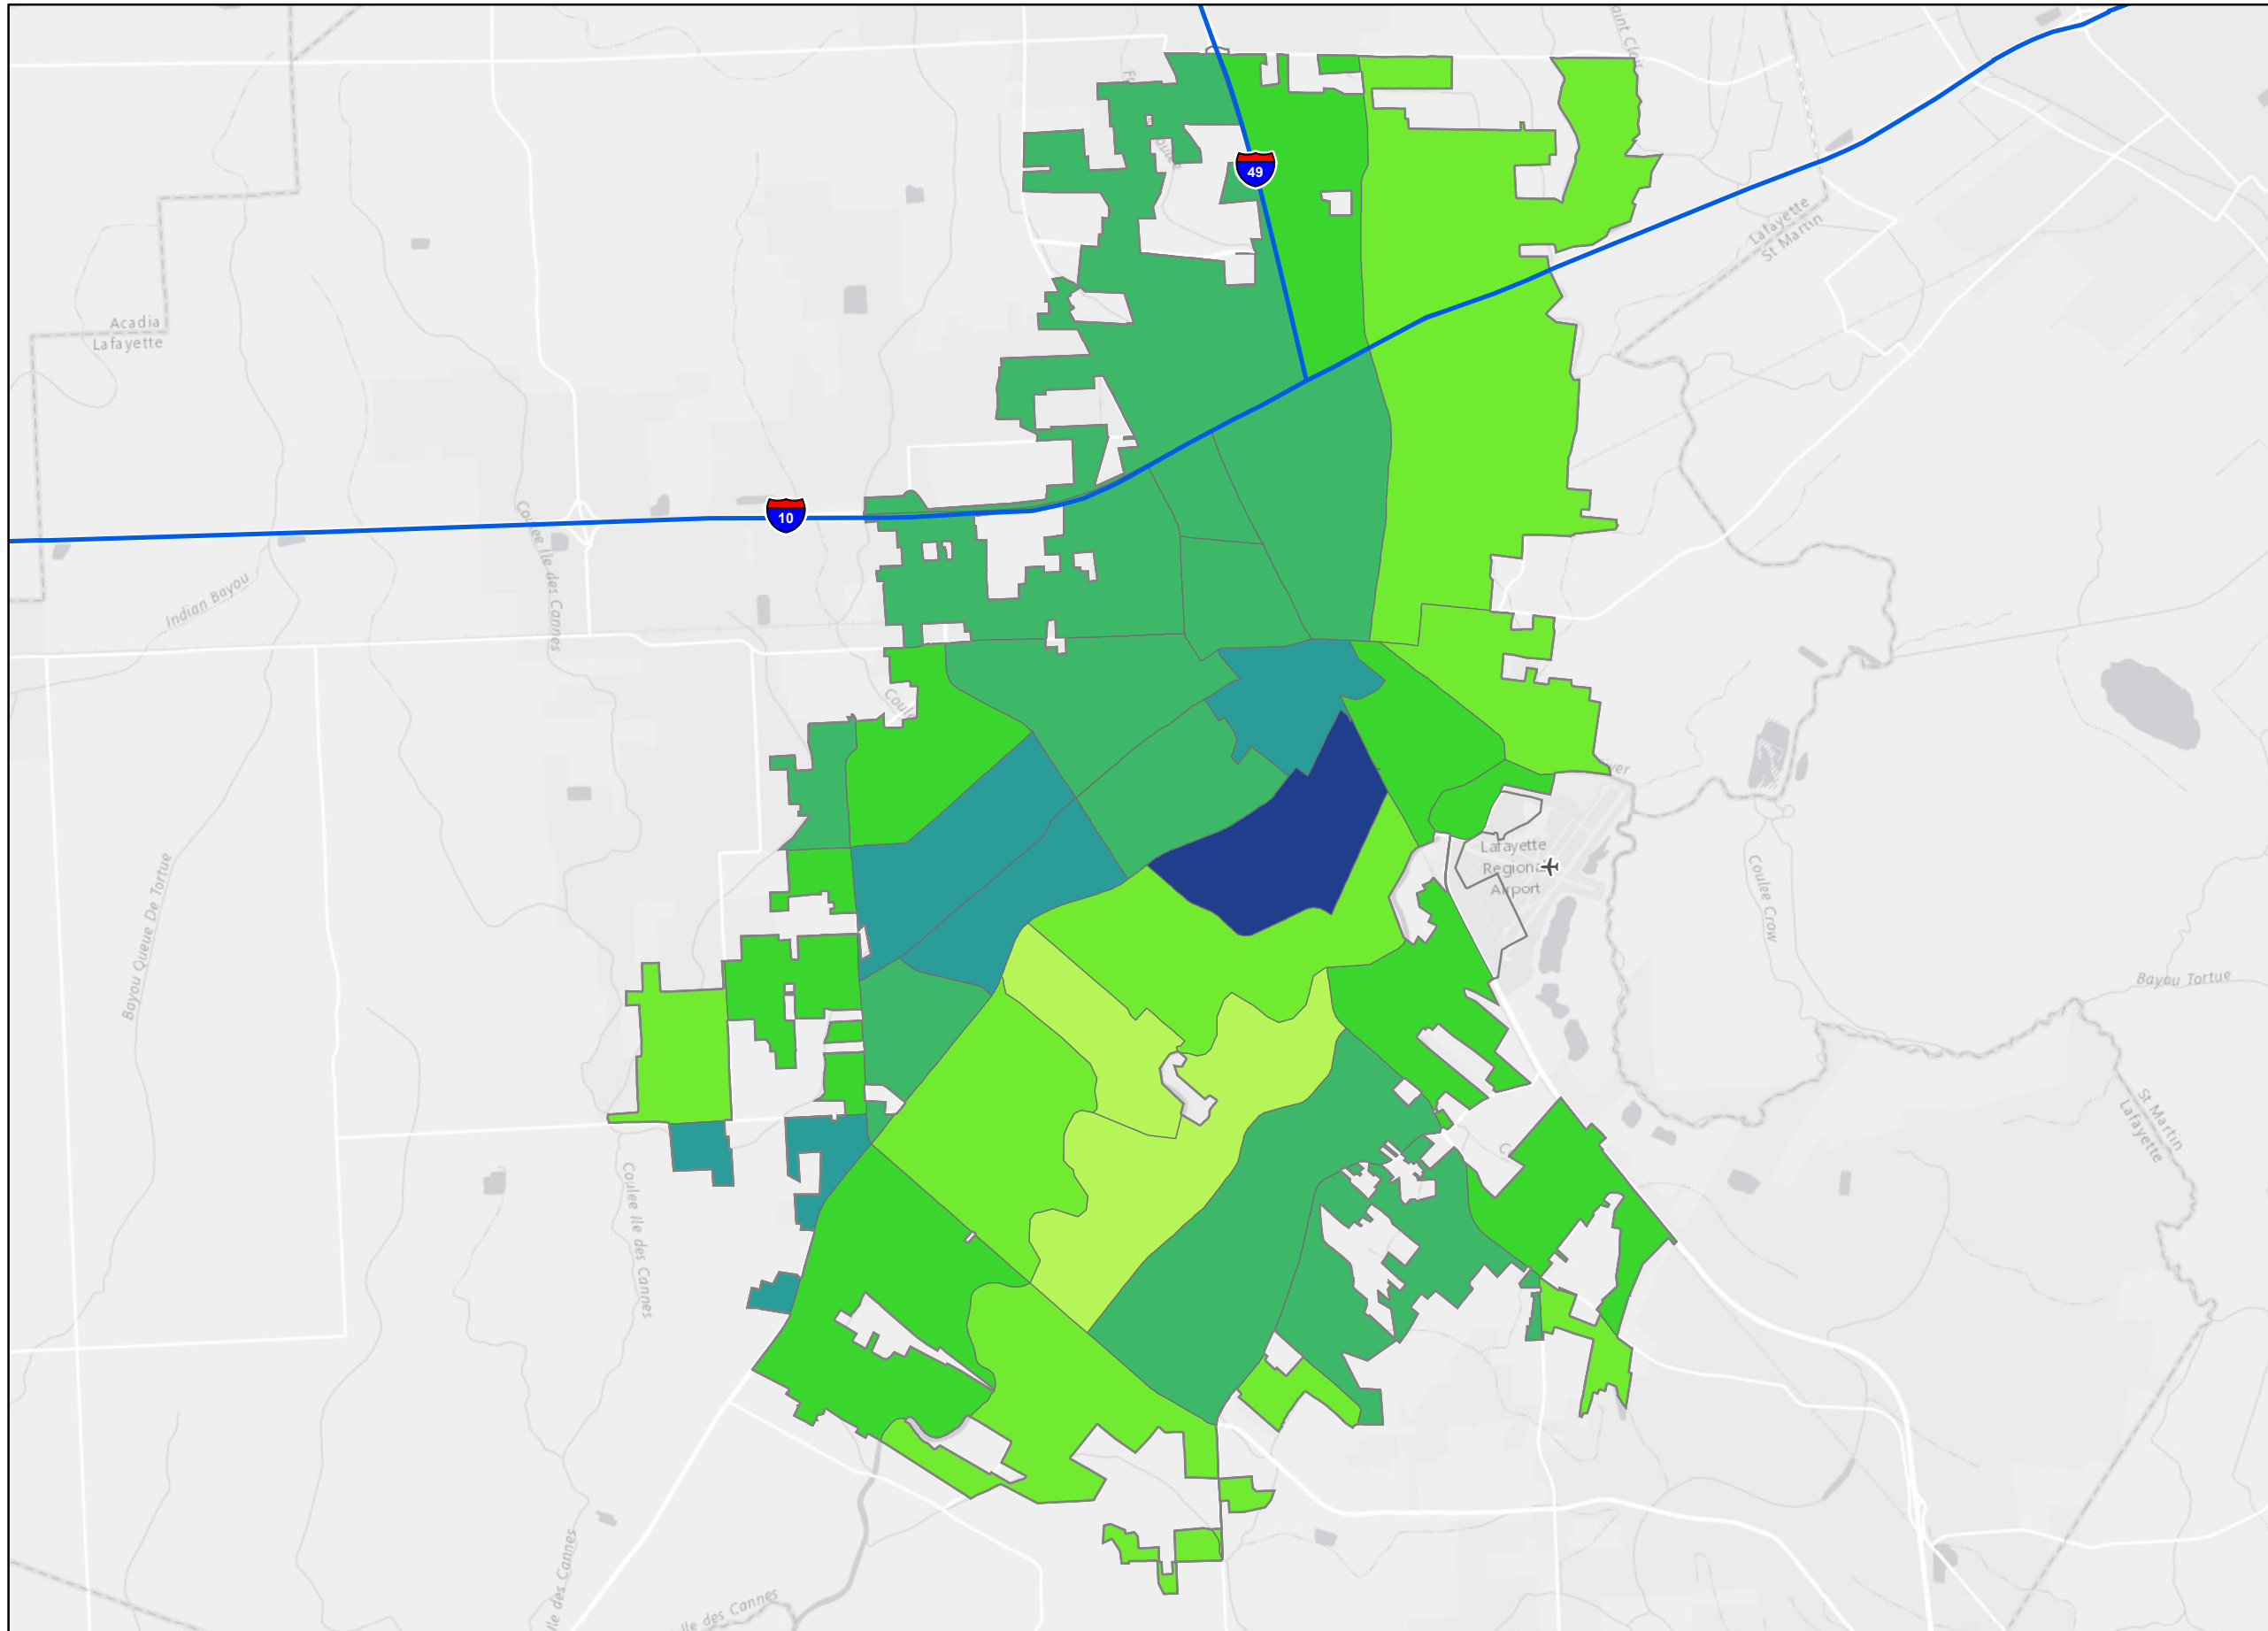 49
Lafayette
St Martin
Acadia
Lafayette
10
Coulee Ile des Cannes
Indian Bayou
Lafayette
Regional
Airport
Coulee Crow
Bayou Queue De Tortue
Bayou Tortue
St Martin
Lafayette
Coulee Ile des Cannes
Ile des Cannes
Ile des Cannes